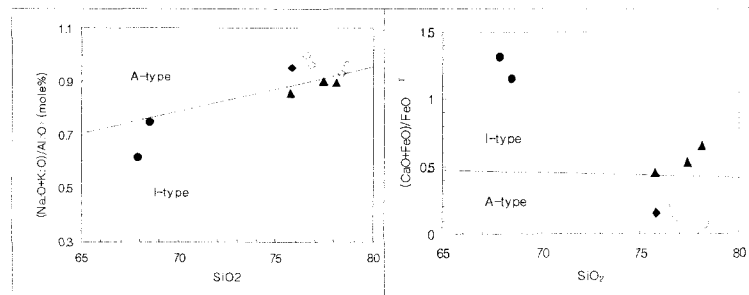 (Na₂O+K₂O)/Al₂O₃ (mole%)
1.1
0.9
0.7
0.5
0.3
A-type
I-type
65
70
75
80
SiO2
(CaO+FeO)/FeO
1.5
1
0.5
0
I-type
A-type
65
70
75
80
SiO₂